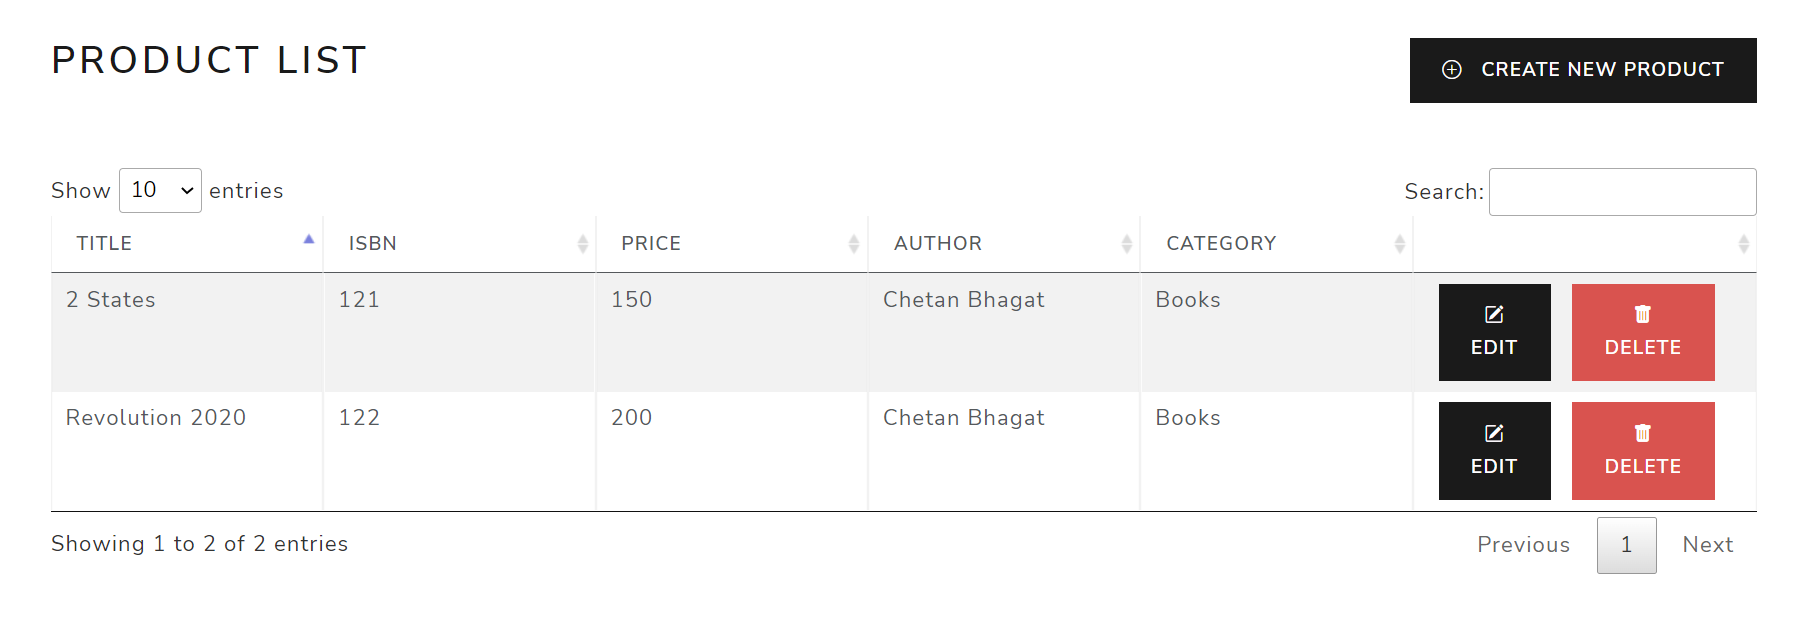 PRODUCT LIST
CREATE NEW PRODUCT
Show 10 entries
Search:
TITLE ISBN PRICE AUTHOR CATEGORY
2 States 121 150 Chetan Bhagat Books EDIT DELETE
Revolution 2020 122 200 Chetan Bhagat Books EDIT DELETE
Showing 1 to 2 of 2 entries
Previous 1 Next